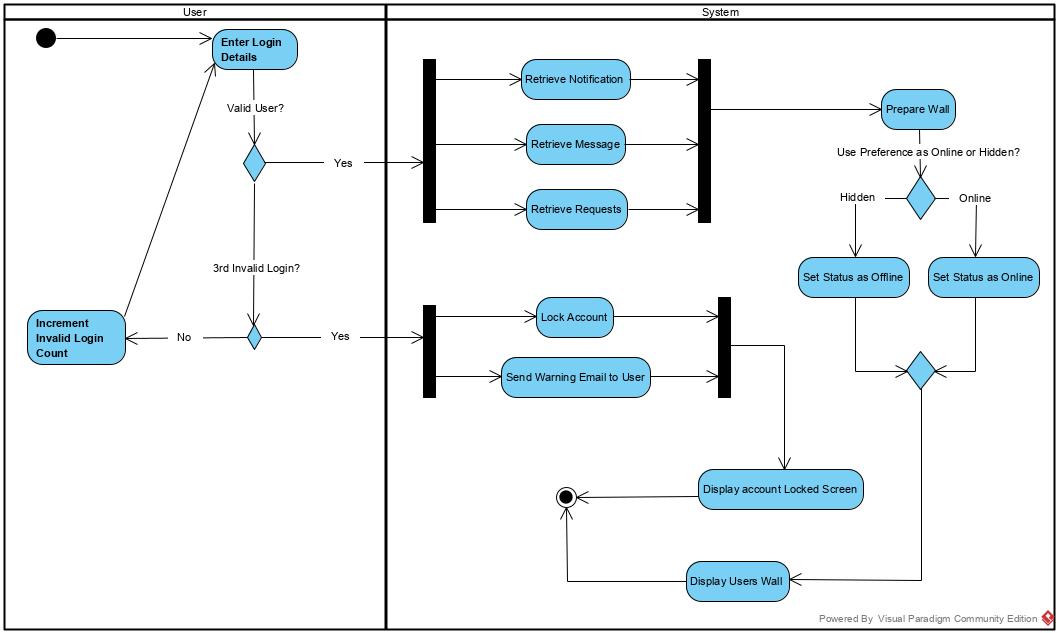 User
System
Enter Login
Details
Valid User?
Yes
Retrieve Notification
Retrieve Message
Retrieve Requests
Prepare Wall
Use Preference as Online or Hidden?
Hidden
Online
Set Status as Offline
Set Status as Online
3rd Invalid Login?
Increment
Invalid Login
Count
No
Yes
Lock Account
Send Warning Email to User
Display account Locked Screen
Display Users Wall
Powered By Visual Paradigm Community Edition